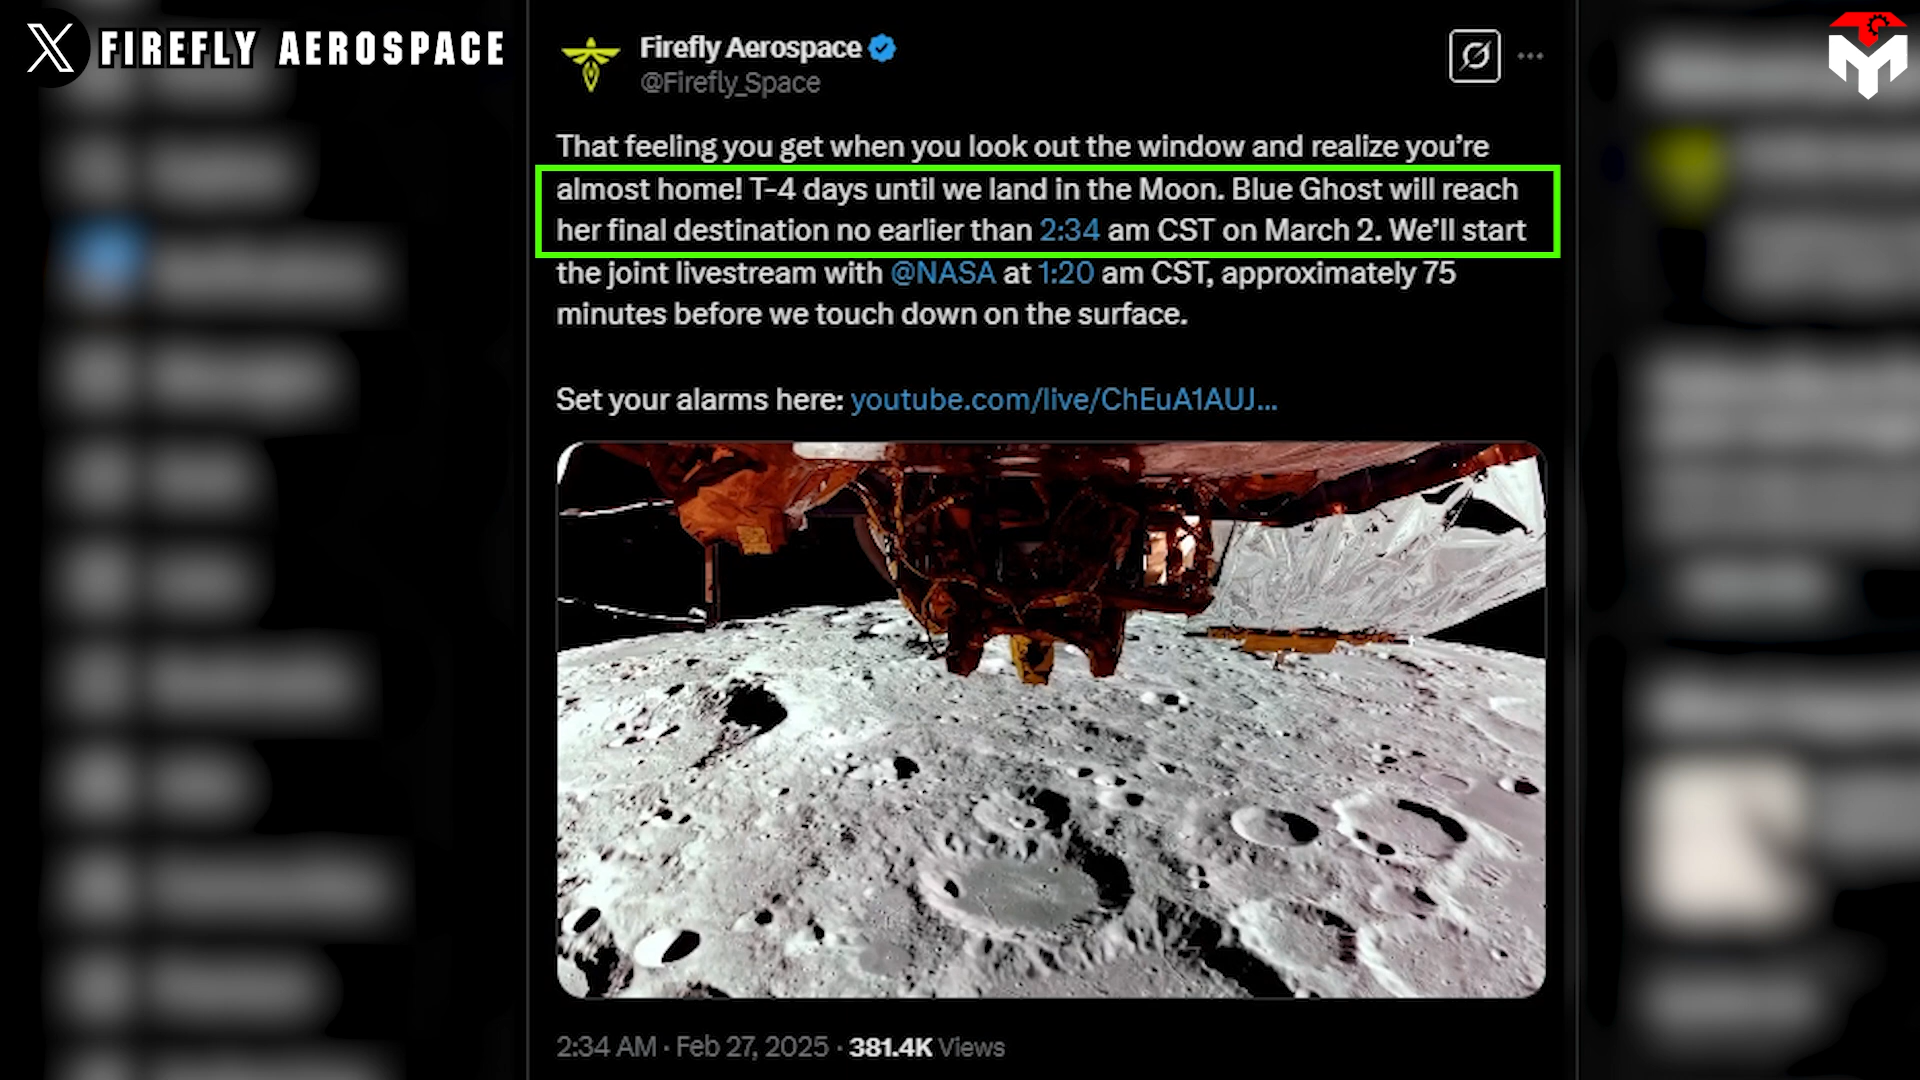 FIREFLY AEROSPACE
Firefly Aerospace
@Firefly_Space
That feeling you get when you look out the window and realize you're
almost home! T-4 days until we land in the Moon. Blue Ghost will reach
her final destination no earlier than 2:34 am CST on March 2. We'll start
the joint livestream with @NASA at 1:20 am CST, approximately 75
minutes before we touch down on the surface.
Set your alarms here: youtube.com/live/ChEuA1AUJ...
2:34 AM · Feb 27, 2025 · 381.4K Views